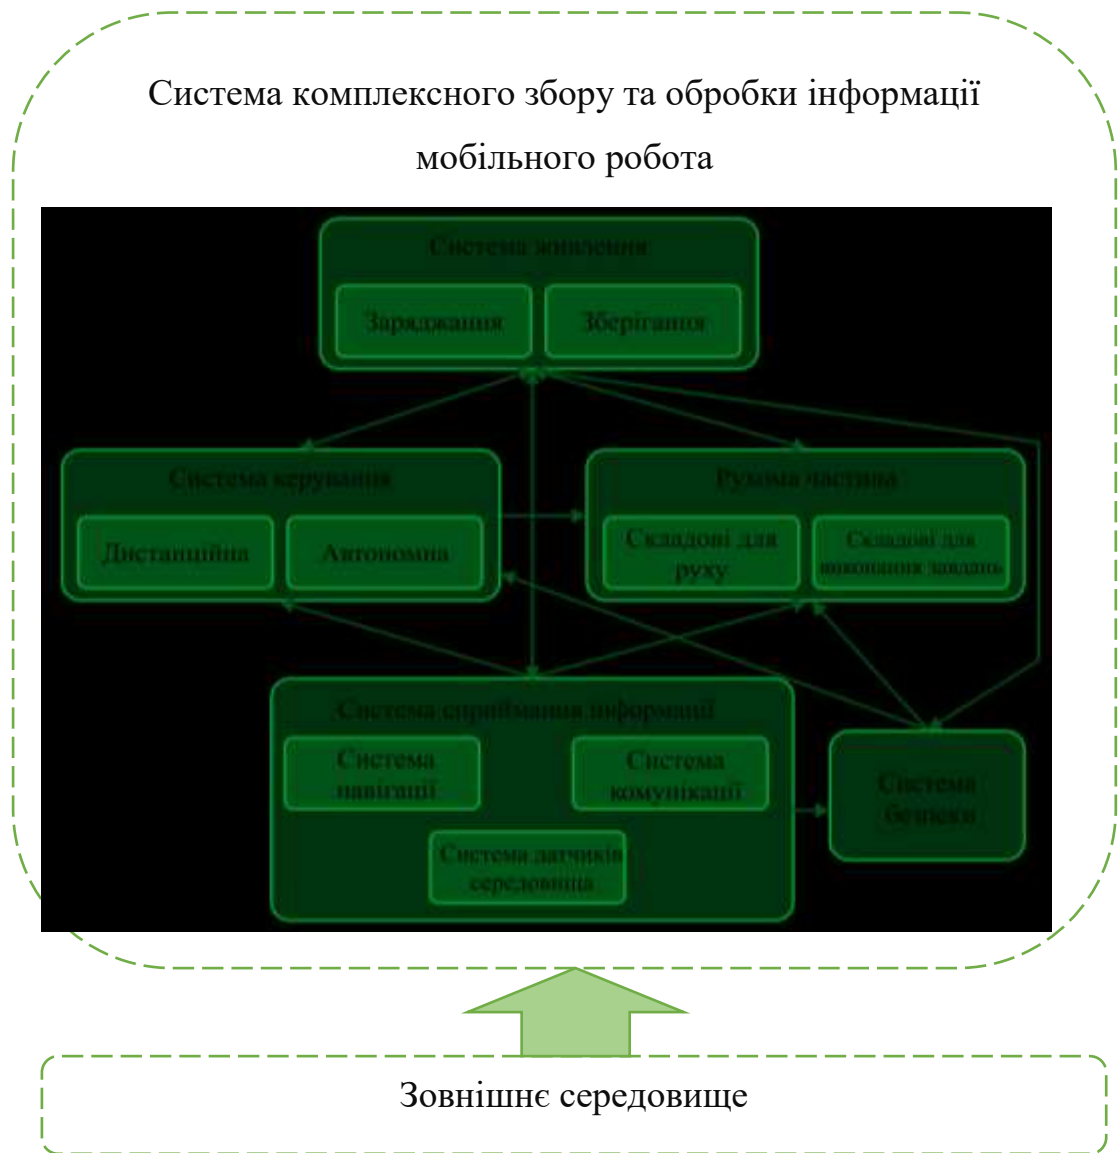 Система комплексного збору та обробки інформації
мобільного робота
Система живлення
Заряджання
Зберігання
Система керування
Дистанційна
Автономна
Рухома частина
Складові для
руху
Складові для
виконання завдань
Система сприймання інформації
Система
навігації
Система
комунікації
Система датчиків
середовища
Система
безпеки
Зовнішнє середовище